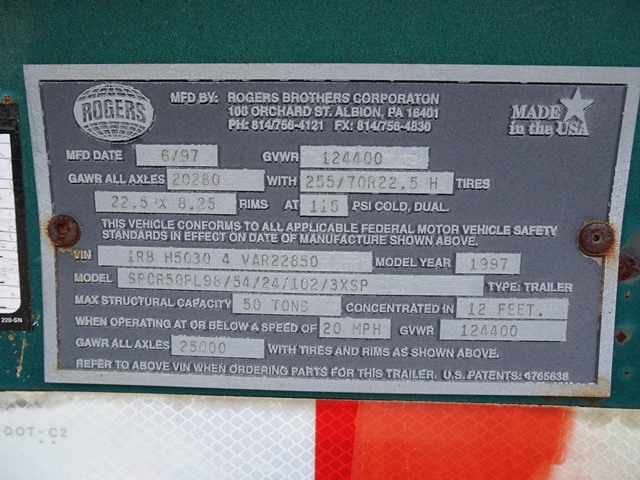 ROGERS
MFD BY: ROGERS BROTHERS CORPORATON
100 ORCHARD ST. ALBION, PA 16401
PH: 814/756-4121 FX: 814/756-4830
MADE
in the USA
MFD DATE 6/97 GVWR 124400
GAWR ALL AXLES 20280 WITH 255/70R22.5 H TIRES
22.5 X 8.25 RIMS AT 115 PSI COLD, DUAL.
THIS VEHICLE CONFORMS TO ALL APPLICABLE FEDERAL MOTOR VEHICLE SAFETY
STANDARDS IN EFFECT ON DATE OF MANUFACTURE SHOWN ABOVE.
VIN 1RB H5030 4 VAR22850 MODEL YEAR 1997
MODEL SPCR50PL98/54/24/102/3XSP TYPE: TRAILER
MAX STRUCTURAL CAPACITY 50 TONS CONCENTRATED IN 12 FEET.
WHEN OPERATING AT OR BELOW A SPEED OF 20 MPH GVWR 124400
GAWR ALL AXLES 25000 WITH TIRES AND RIMS AS SHOWN ABOVE.
REFER TO ABOVE VIN WHEN ORDERING PARTS FOR THIS TRAILER. U.S. PATENTS: 4765638
220-SN
DOT-C2